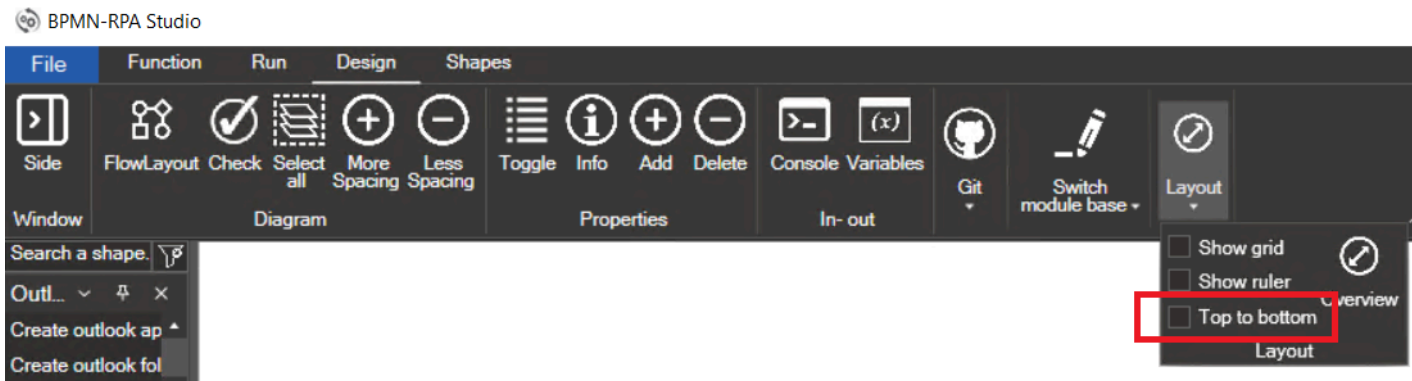 BPMN-RPA Studio
File Function Run Design Shapes
Side FlowLayout Check Select all More Spacing Less Spacing Toggle Info Add Delete Console (x) Variables Git Switch module base Layout
Window Diagram Properties In- out
Search a shape.
Outl...
Create outlook ap
Create outlook fol
Show grid
Show ruler
Overview
Top to bottom
Layout